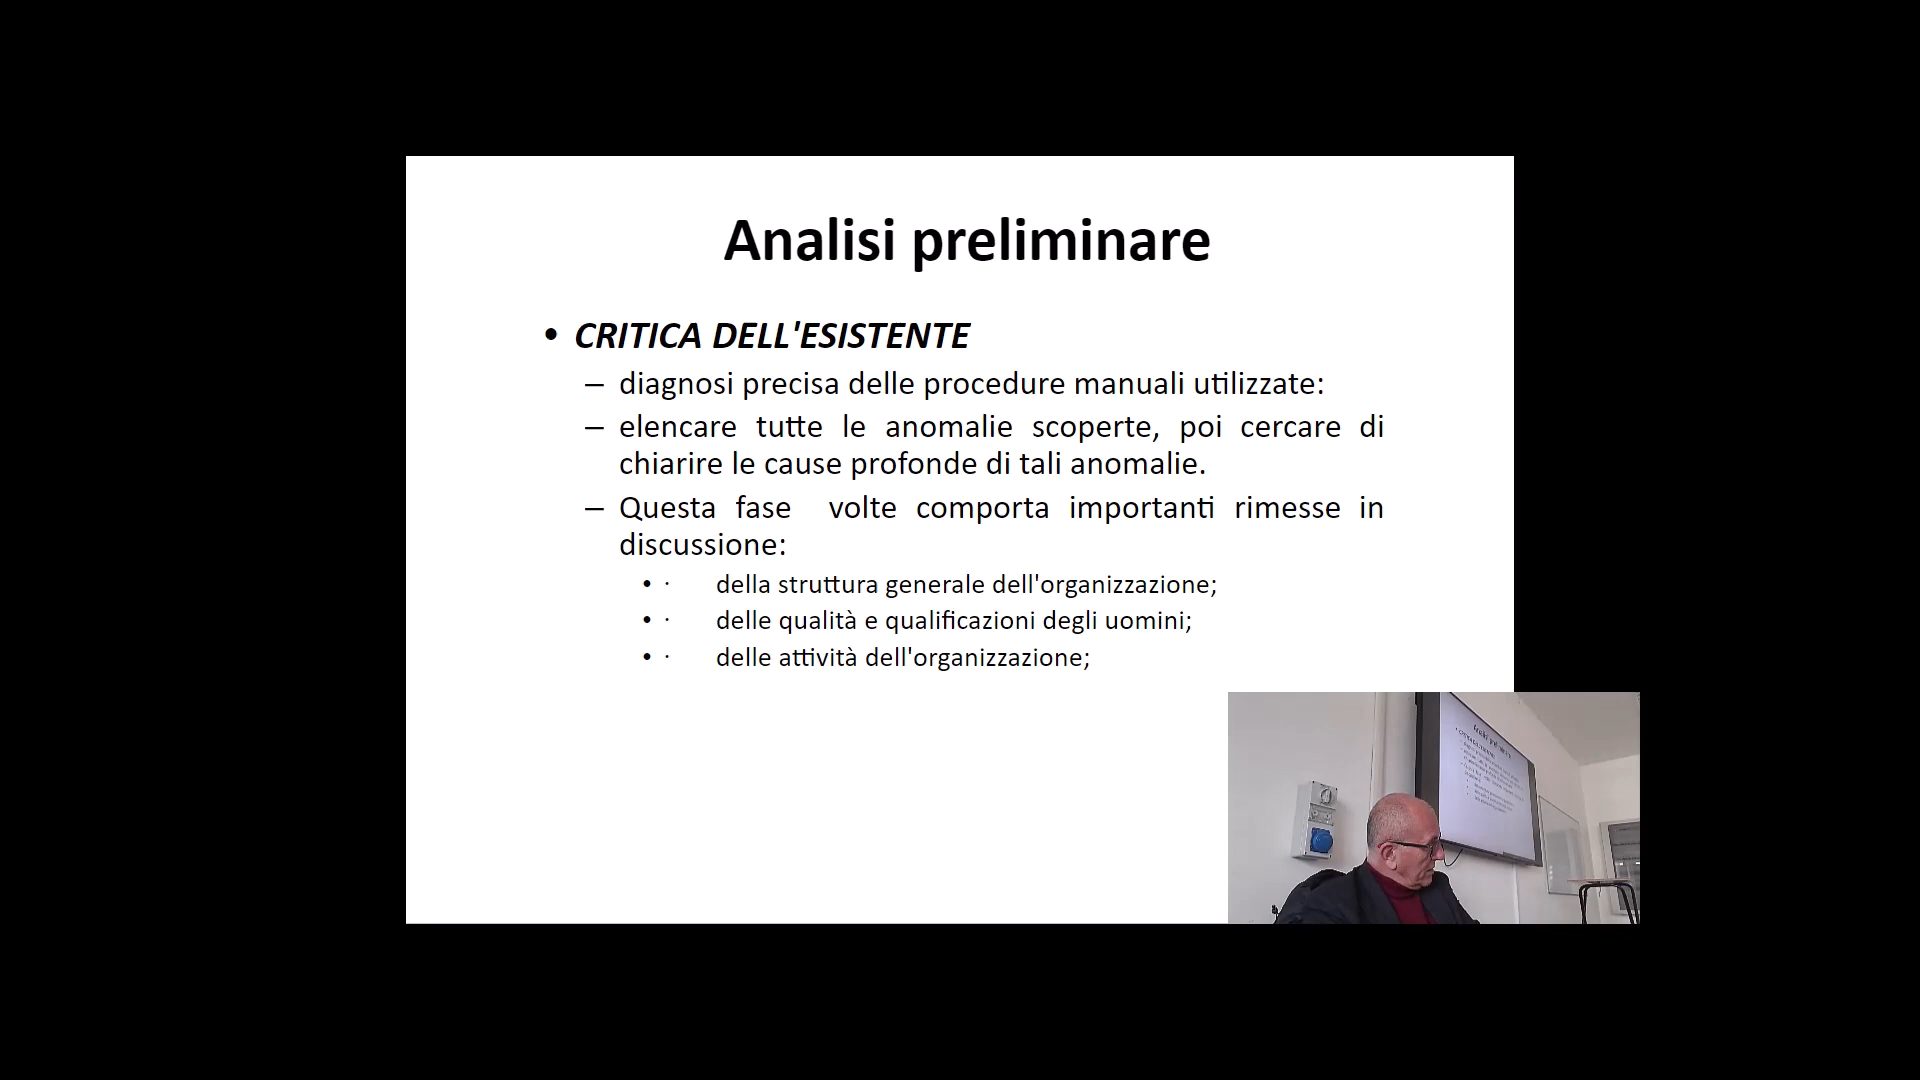 Analisi preliminare
• CRITICA DELL'ESISTENTE
– diagnosi precisa delle procedure manuali utilizzate:
– elencare tutte le anomalie scoperte, poi cercare di
chiarire le cause profonde di tali anomalie.
– Questa fase volte comporta importanti rimesse in
discussione:
• · della struttura generale dell'organizzazione;
• · delle qualità e qualificazioni degli uomini;
• · delle attività dell'organizzazione;